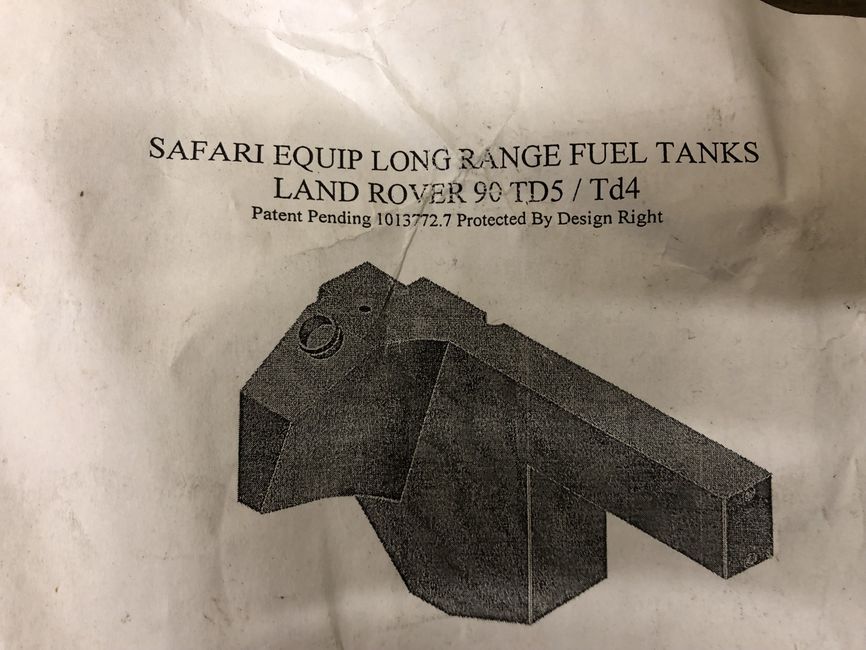 SAFARI EQUIP LONG RANGE FUEL TANKS
LAND ROVER 90 TD5 / Td4
Patent Pending 1013772.7 Protected By Design Right